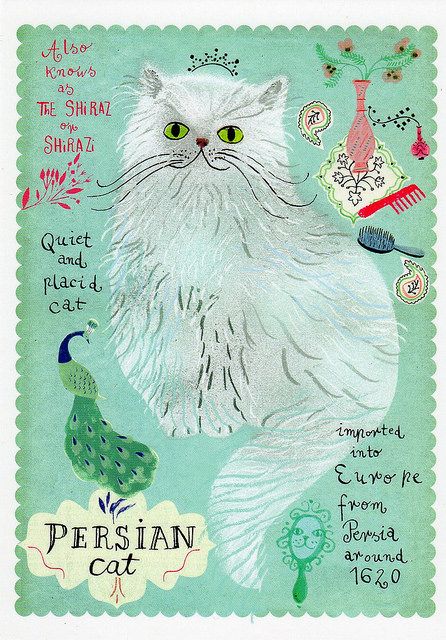 Also
knows
as
THE SHiRAZ
or
SHiRAZi
Quiet
and
placid
cat
imported
into
Europe
from
Persia
around
1620
PERSiAN
cat